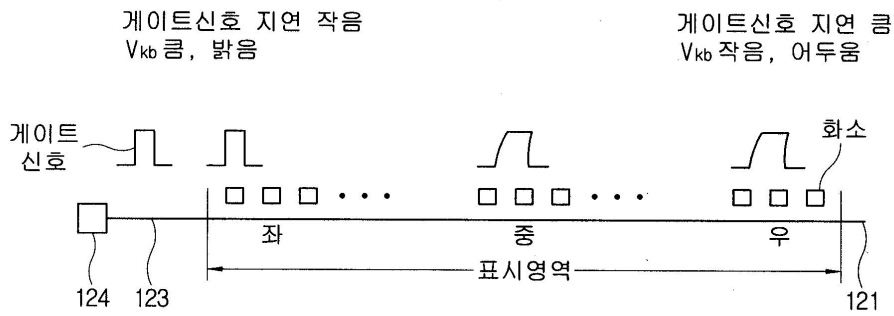 게이트신호 지연 작음
Vkb 큼, 밝음
게이트신호 지연 큼
Vkb 작음, 어두움
게이트
신호
화소
좌
중
우
표시영역
124
123
121